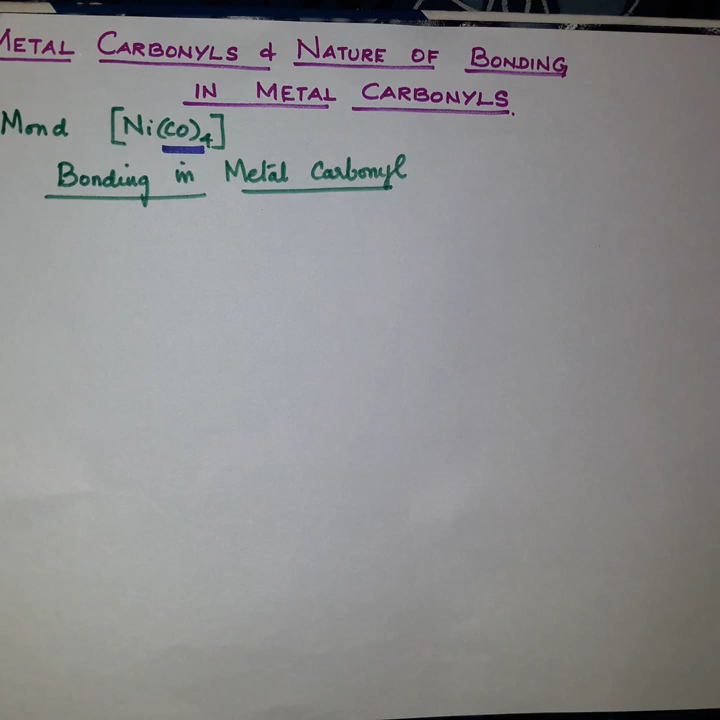 METAL CARBONYLS & NATURE OF BONDING
IN METAL CARBONYLS.
Mond [Ni(CO)4]
Bonding in Metal Carbonyl